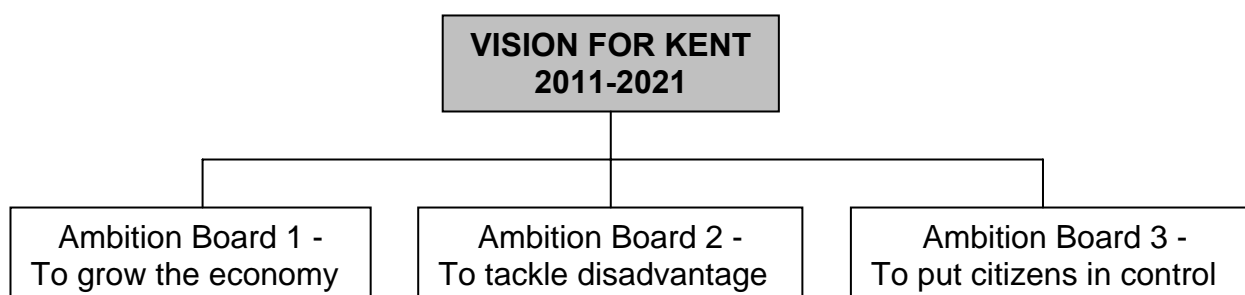 VISION FOR KENT
2011-2021
Ambition Board 1 -
To grow the economy
Ambition Board 2 -
To tackle disadvantage
Ambition Board 3 -
To put citizens in control